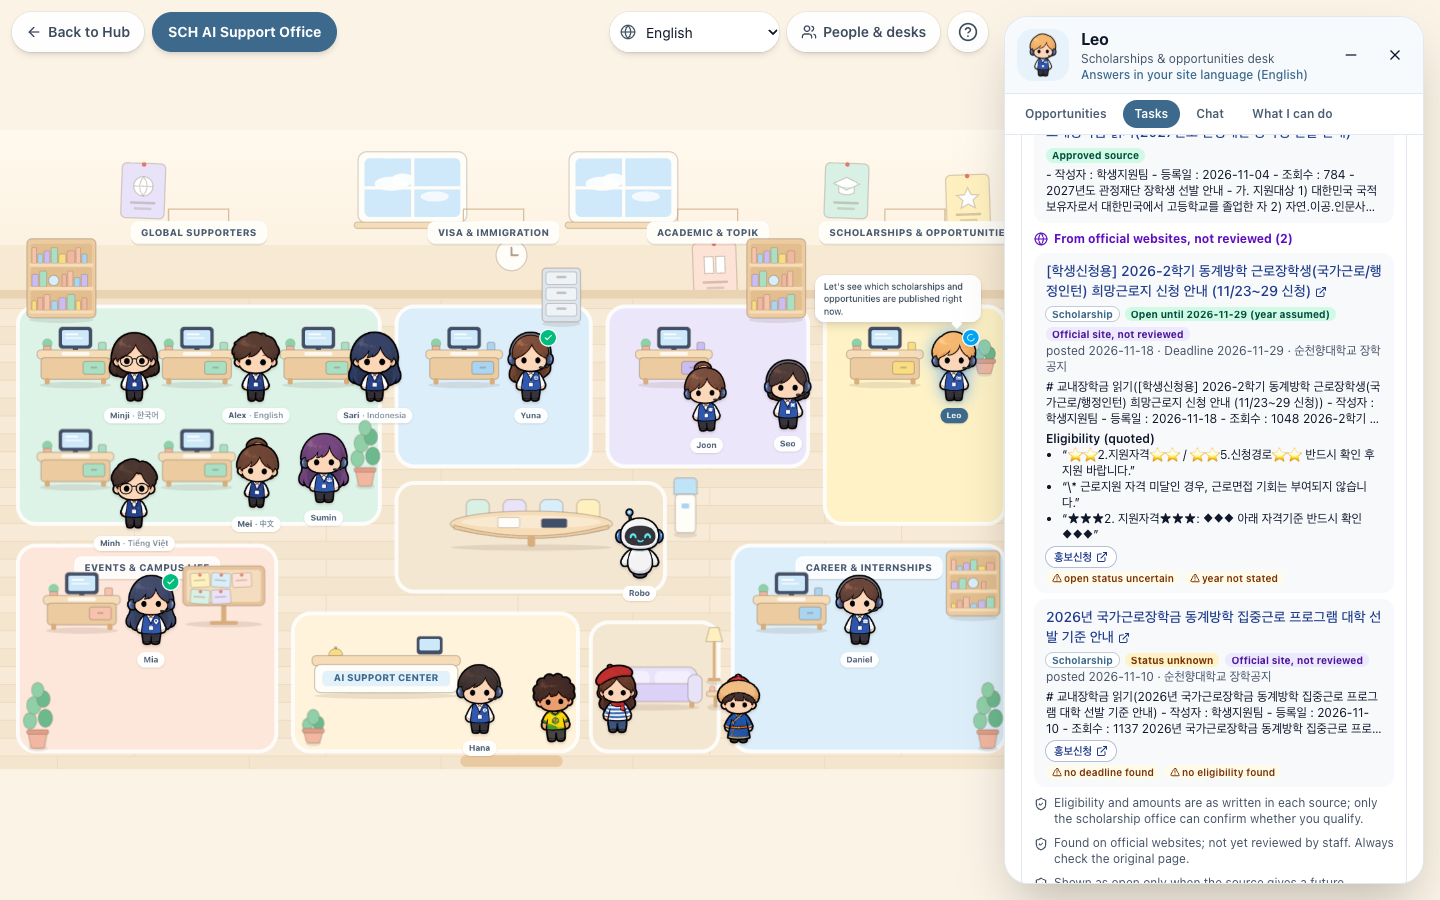 Back to Hub
SCH AI Support Office
English
People & desks
Leo
Scholarships & opportunities desk
Answers in your site language (English)
Opportunities
Tasks
Chat
What I can do
Approved source
- 작성자 : 학생지원팀 - 등록일 : 2026-11-04 - 조회수 : 784 -
2027년도 관정재단 장학생 선발 안내 - 가. 지원대상 1) 대한민국 국적
보유자로서 대한민국에서 고등학교를 졸업한 자 2) 자연.이공.인문사...
From official websites, not reviewed (2)
[학생신청용] 2026-2학기 동계방학 근로장학생(국가근로/행
정인턴) 희망근로지 신청 안내 (11/23~29 신청)
Scholarship
Open until 2026-11-29 (year assumed)
Official site, not reviewed
posted 2026-11-18 · Deadline 2026-11-29 · 순천향대학교 장학
공지
# 교내장학금 읽기([학생신청용] 2026-2학기 동계방학 근로장학생(국
가근로/행정인턴) 희망근로지 신청 안내 (11/23~29 신청)) - 작성자 :
학생지원팀 - 등록일 : 2026-11-18 - 조회수 : 1048 2026-2학기 ...
Eligibility (quoted)
• “⭐⭐2.지원자격⭐⭐ / ⭐⭐5.신청경로⭐⭐ 반드시 확인 후
지원 바랍니다.”
• “\* 근로지원 자격 미달인 경우, 근로면접 기회는 부여되지 않습니
다.”
• “★★★2. 지원자격★★★: ◆◆◆ 아래 자격기준 반드시 확인
◆◆◆”
홍보신청
open status uncertain
year not stated
2026년 국가근로장학금 동계방학 집중근로 프로그램 대학 선
발 기준 안내
Scholarship
Status unknown
Official site, not reviewed
posted 2026-11-10 · 순천향대학교 장학공지
# 교내장학금 읽기(2026년 국가근로장학금 동계방학 집중근로 프로그
램 대학 선발 기준 안내) - 작성자 : 학생지원팀 - 등록일 : 2026-11-
10 - 조회수 : 1137 2026년 국가근로장학금 동계방학 집중근로 프로...
홍보신청
no deadline found
no eligibility found
Eligibility and amounts are as written in each source; only
the scholarship office can confirm whether you qualify.
Found on official websites; not yet reviewed by staff. Always
check the original page.
Shown as open only when the source gives a future
GLOBAL SUPPORTERS
VISA & IMMIGRATION
ACADEMIC & TOPIK
SCHOLARSHIPS & OPPORTUNITIE
Let's see which scholarships and
opportunities are published right
now.
Minji · 한국어
Alex · English
Sari · Indonesia
Yuna
Joon
Seo
Leo
Minh · Tiếng Việt
Mei · 中文
Sumin
Robo
EVENTS & CAMPUS LIFE
Mia
AI SUPPORT CENTER
Hana
CAREER & INTERNSHIPS
Daniel